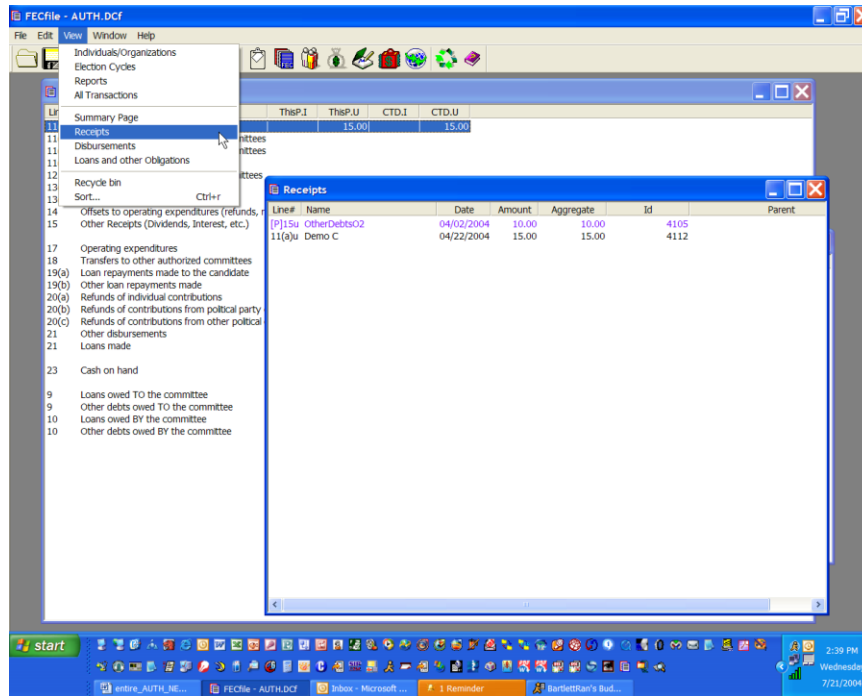 FECfile - AUTH.DCf
File Edit View Window Help
Individuals/Organizations
Election Cycles
Reports
All Transactions
Summary Page
Receipts
Disbursements
Loans and other Obligations
Recycle bin
Sort... Ctrl+r
ThisP.I ThisP.U CTD.I CTD.U
15.00 15.00
14 Offsets to operating expenditures (refunds, r
15 Other Receipts (Dividends, Interest, etc.)
17 Operating expenditures
18 Transfers to other authorized committees
19(a) Loan repayments made to the candidate
19(b) Other loan repayments made
20(a) Refunds of individual contributions
20(b) Refunds of contributions from political party
20(c) Refunds of contributions from other political
21 Other disbursements
21 Loans made
23 Cash on hand
9 Loans owed TO the committee
9 Other debts owed TO the committee
10 Loans owed BY the committee
10 Other debts owed BY the committee
Receipts
Line# Name Date Amount Aggregate Id Parent
[P]15u OtherDebtsO2 04/02/2004 10.00 10.00 4105
11(a)u Demo C 04/22/2004 15.00 15.00 4112
start
2:39 PM
Wednesday
7/21/2004
entire_AUTH_NE... FECfile - AUTH.DCf Inbox - Microsoft ... 1 Reminder BartlettRan's Bud...